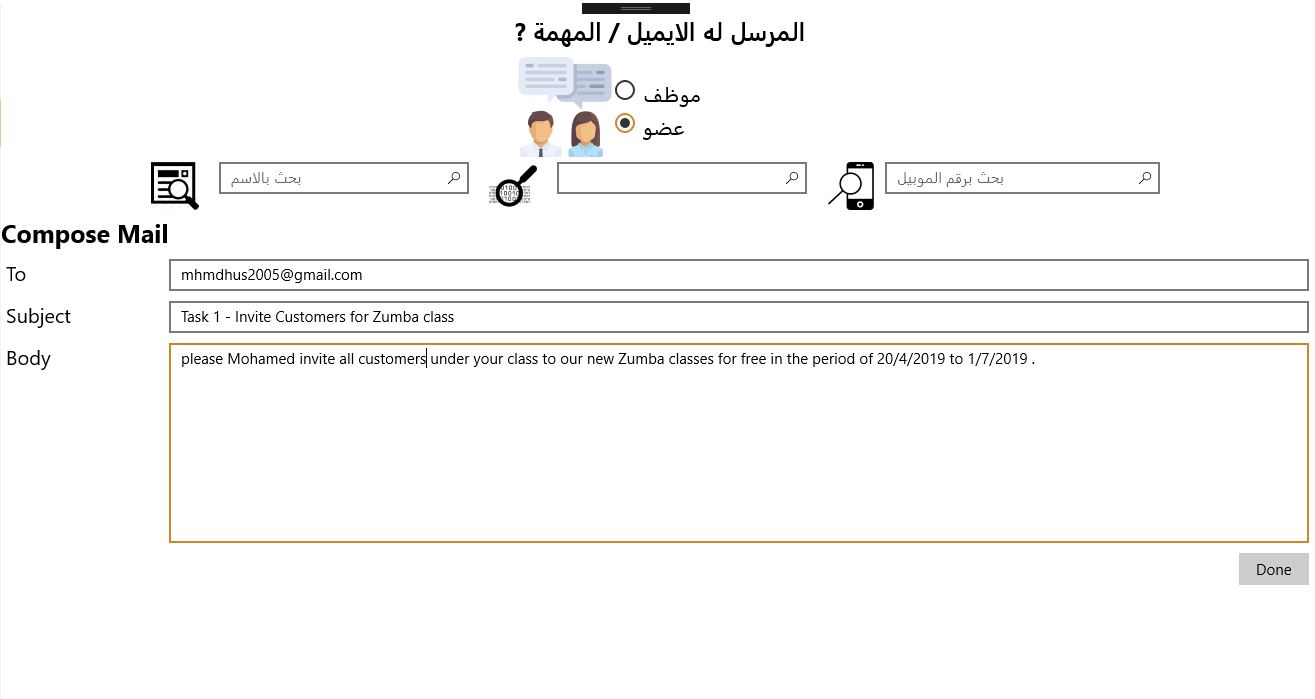 المرسل له الايميل / المهمة ?
موظف
عضو
بحث بالاسم
بحث برقم الموبيل
Compose Mail
To
mhmdhus2005@gmail.com
Subject
Task 1 - Invite Customers for Zumba class
Body
please Mohamed invite all customers under your class to our new Zumba classes for free in the period of 20/4/2019 to 1/7/2019 .
Done